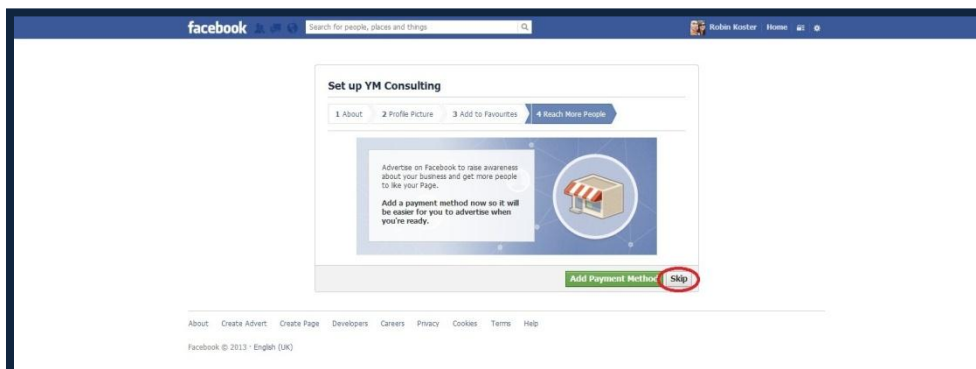 facebook Search for people, places and things Robin Koster Home
Set up YM Consulting
1 About 2 Profile Picture 3 Add to Favourites 4 Reach More People
Advertise on Facebook to raise awareness
about your business and get more people
to like your Page.
Add a payment method now so it will
be easier for you to advertise when
you're ready.
Add Payment Method Skip
About Create Advert Create Page Developers Careers Privacy Cookies Terms Help
Facebook © 2013 · English (UK)